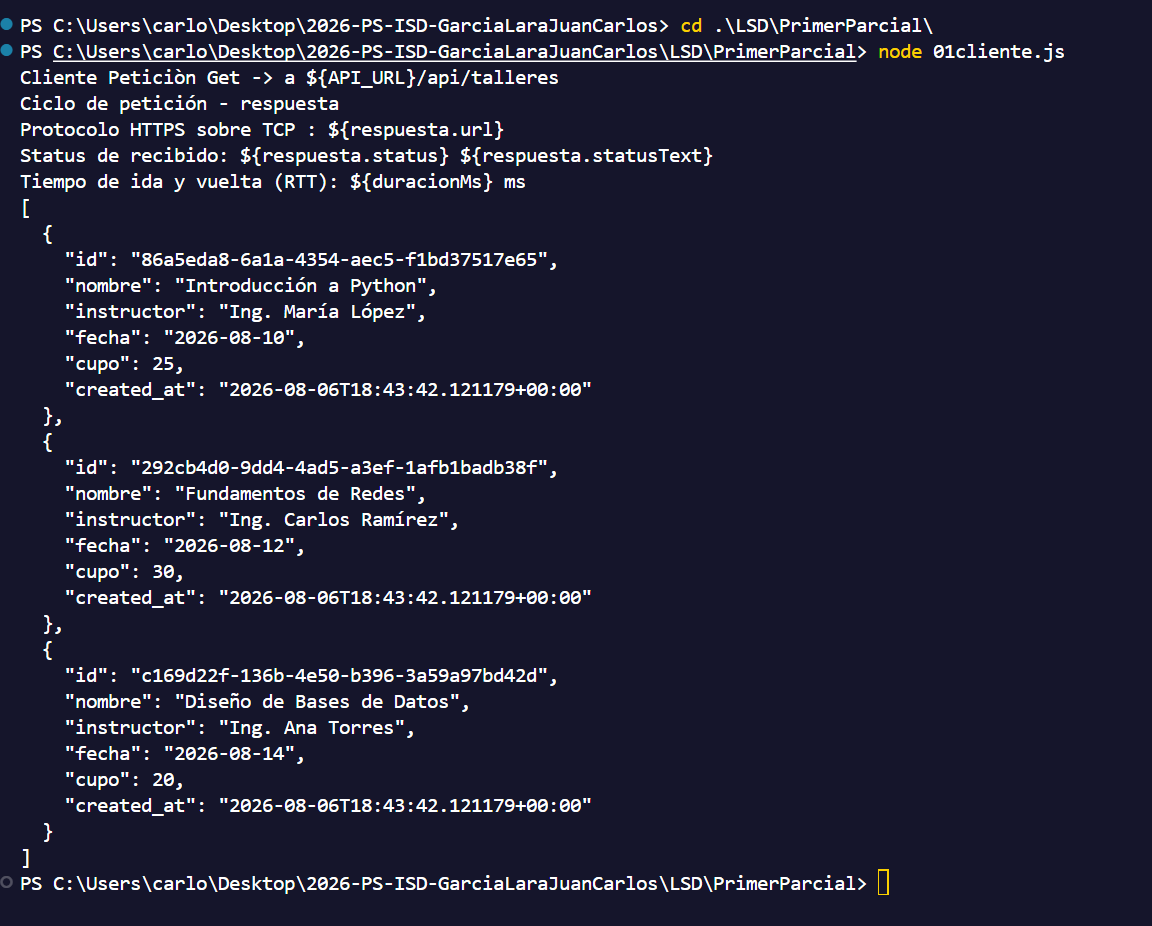 PS C:\Users\carlo\Desktop\2026-PS-ISD-GarciaLaraJuanCarlos> cd .\LSD\PrimerParcial\
PS C:\Users\carlo\Desktop\2026-PS-ISD-GarciaLaraJuanCarlos\LSD\PrimerParcial> node 01cliente.js
Cliente Peticiòn Get -> a ${API_URL}/api/talleres
Ciclo de petición - respuesta
Protocolo HTTPS sobre TCP : ${respuesta.url}
Status de recibido: ${respuesta.status} ${respuesta.statusText}
Tiempo de ida y vuelta (RTT): ${duracionMs} ms
[
  {
    "id": "86a5eda8-6a1a-4354-aec5-f1bd37517e65",
    "nombre": "Introducción a Python",
    "instructor": "Ing. María López",
    "fecha": "2026-08-10",
    "cupo": 25,
    "created_at": "2026-08-06T18:43:42.121179+00:00"
  },
  {
    "id": "292cb4d0-9dd4-4ad5-a3ef-1afb1badb38f",
    "nombre": "Fundamentos de Redes",
    "instructor": "Ing. Carlos Ramírez",
    "fecha": "2026-08-12",
    "cupo": 30,
    "created_at": "2026-08-06T18:43:42.121179+00:00"
  },
  {
    "id": "c169d22f-136b-4e50-b396-3a59a97bd42d",
    "nombre": "Diseño de Bases de Datos",
    "instructor": "Ing. Ana Torres",
    "fecha": "2026-08-14",
    "cupo": 20,
    "created_at": "2026-08-06T18:43:42.121179+00:00"
  }
]
PS C:\Users\carlo\Desktop\2026-PS-ISD-GarciaLaraJuanCarlos\LSD\PrimerParcial>